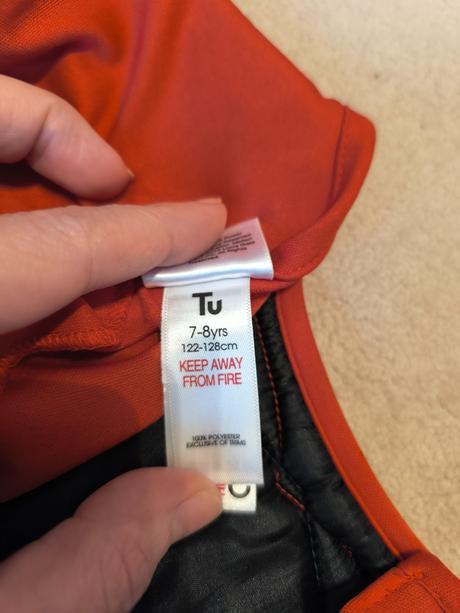 Tu
7-8yrs
122-128cm
KEEP AWAY
FROM FIRE
100% POLYESTER
EXCLUSIVE OF TRIMS